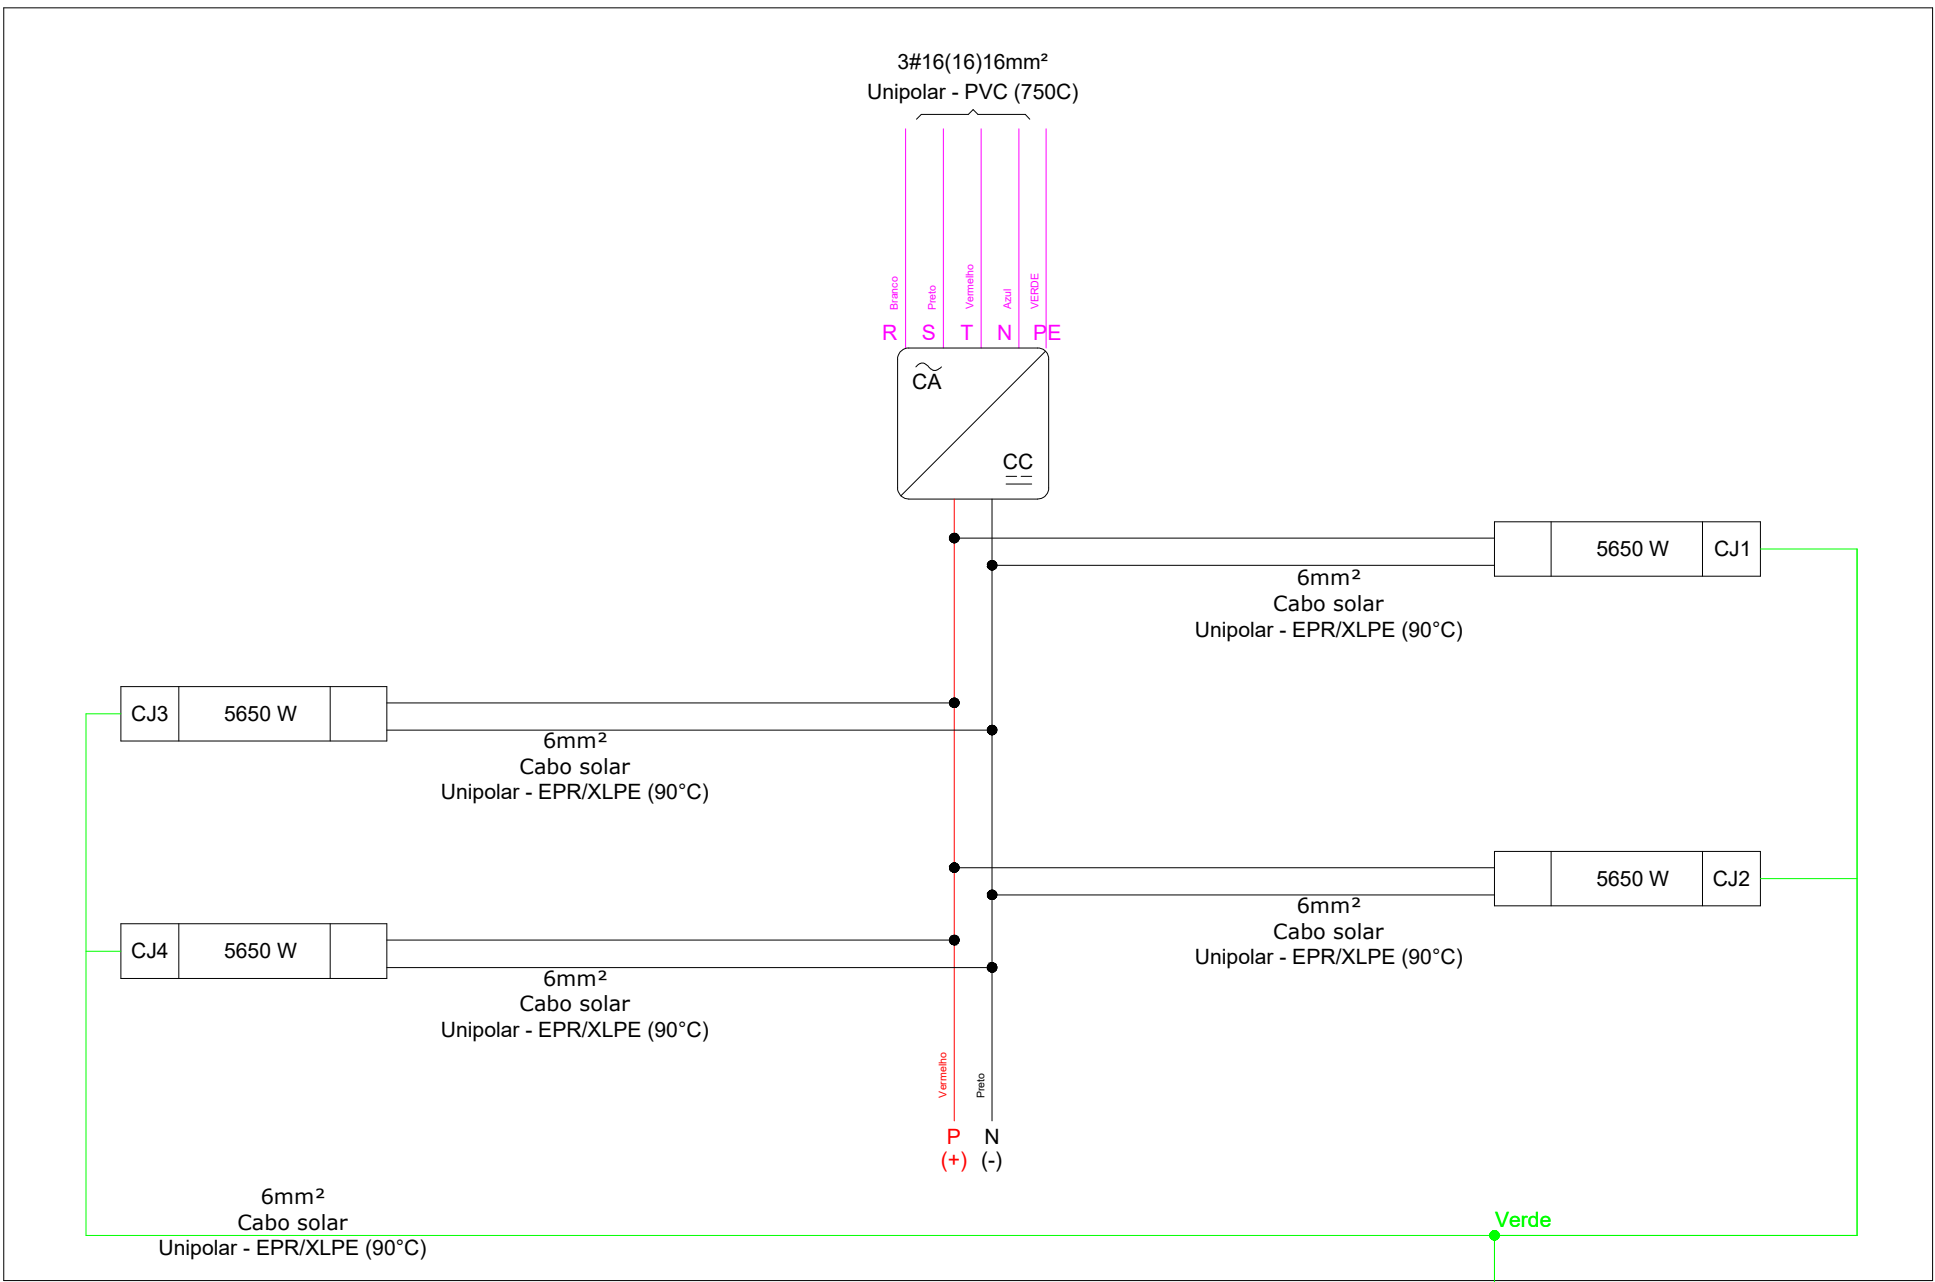 3#16(16)16mm²
Unipolar - PVC (750C)
Branco
Preto
Vermelho
Azul
VERDE
R S T N PE
CA
CC
5650 W CJ1
6mm²
Cabo solar
Unipolar - EPR/XLPE (90°C)
CJ3 5650 W
6mm²
Cabo solar
Unipolar - EPR/XLPE (90°C)
5650 W CJ2
6mm²
Cabo solar
Unipolar - EPR/XLPE (90°C)
CJ4 5650 W
6mm²
Cabo solar
Unipolar - EPR/XLPE (90°C)
Vermelho
Preto
P N
(+) (-)
6mm²
Cabo solar
Unipolar - EPR/XLPE (90°C)
Verde